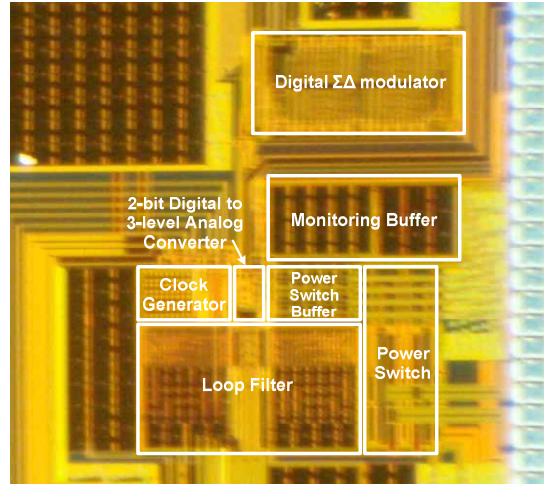 Digital ΣΔ modulator
2-bit Digital to
3-level Analog
Converter
Monitoring Buffer
Clock
Generator
Power
Switch
Buffer
Loop Filter
Power
Switch